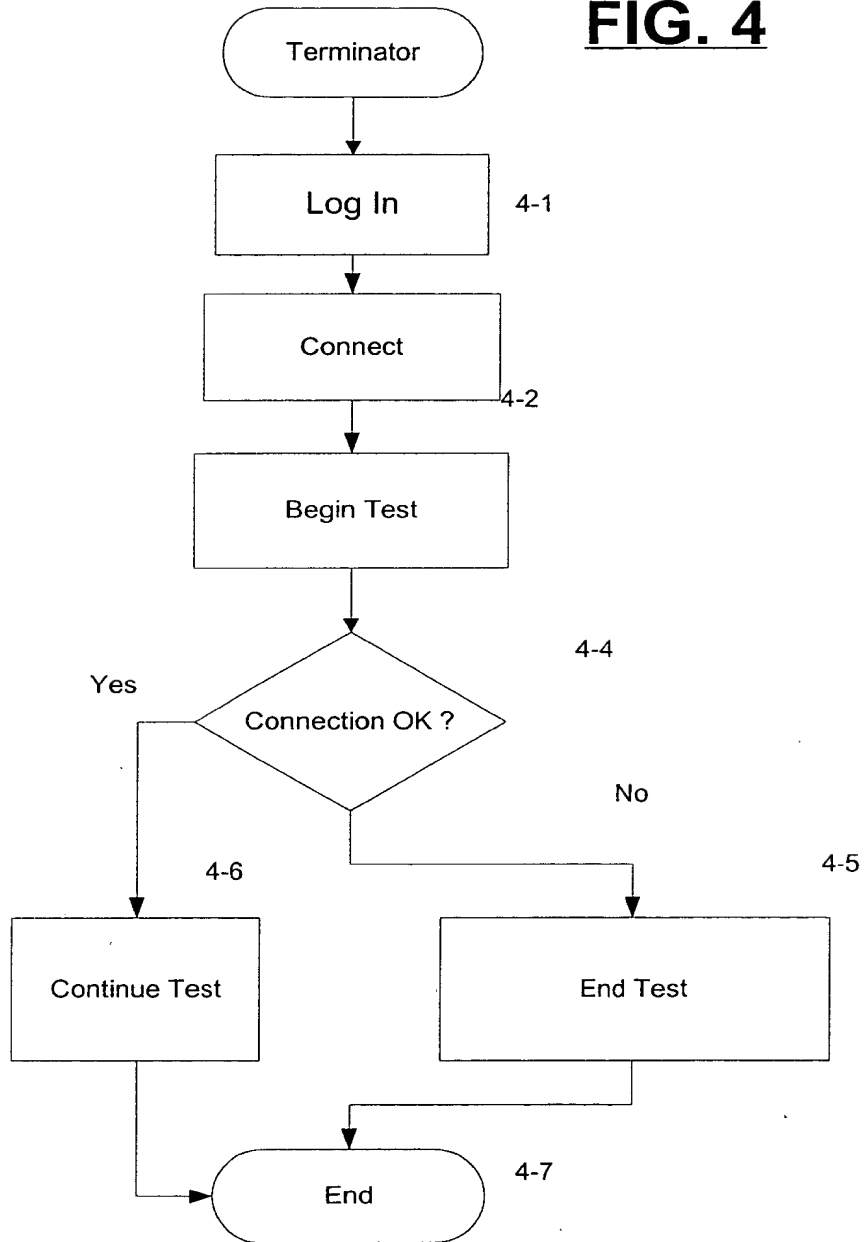 FIG. 4
Terminator
Log In
4-1
Connect
4-2
Begin Test
4-4
Yes
Connection OK ?
No
4-6
4-5
Continue Test
End Test
4-7
End